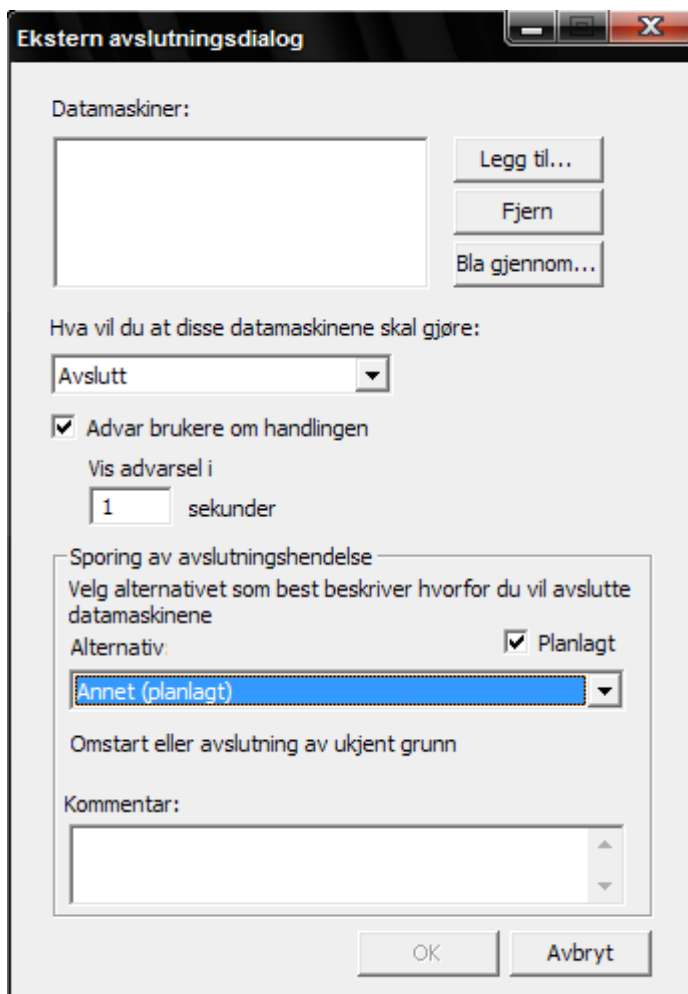 Ekstern avslutningsdialog
Datamaskiner:
Legg til...
Fjern
Bla gjennom...
Hva vil du at disse datamaskinene skal gjøre:
Avslutt
Advar brukere om handlingen
Vis advarsel i
1 sekunder
Sporing av avslutningshendelse
Velg alternativet som best beskriver hvorfor du vil avslutte
datamaskinene
Alternativ: Planlagt
Annet (planlagt)
Omstart eller avslutning av ukjent grunn
Kommentar:
OK Avbryt